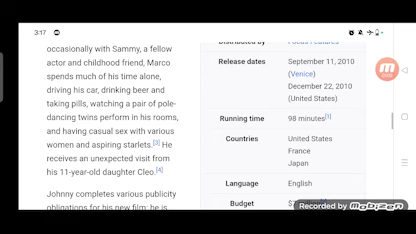 3:17
occasionally with Sammy, a fellow
actor and childhood friend, Marco
spends much of his time alone,
driving his car, drinking beer and
taking pills, watching a pair of pole-
dancing twins perform in his rooms,
and having casual sex with various
women and aspiring starlets.[3] He
receives an unexpected visit from
his 11-year-old daughter Cleo.[4]
Johnny completes various publicity
obligations for his new film; he is
Distributed by Focus Features
Release dates September 11, 2010
(Venice)
December 22, 2010
(United States)
Running time 98 minutes[1]
Countries United States
France
Japan
Language English
Budget
Recorded by Mobizen